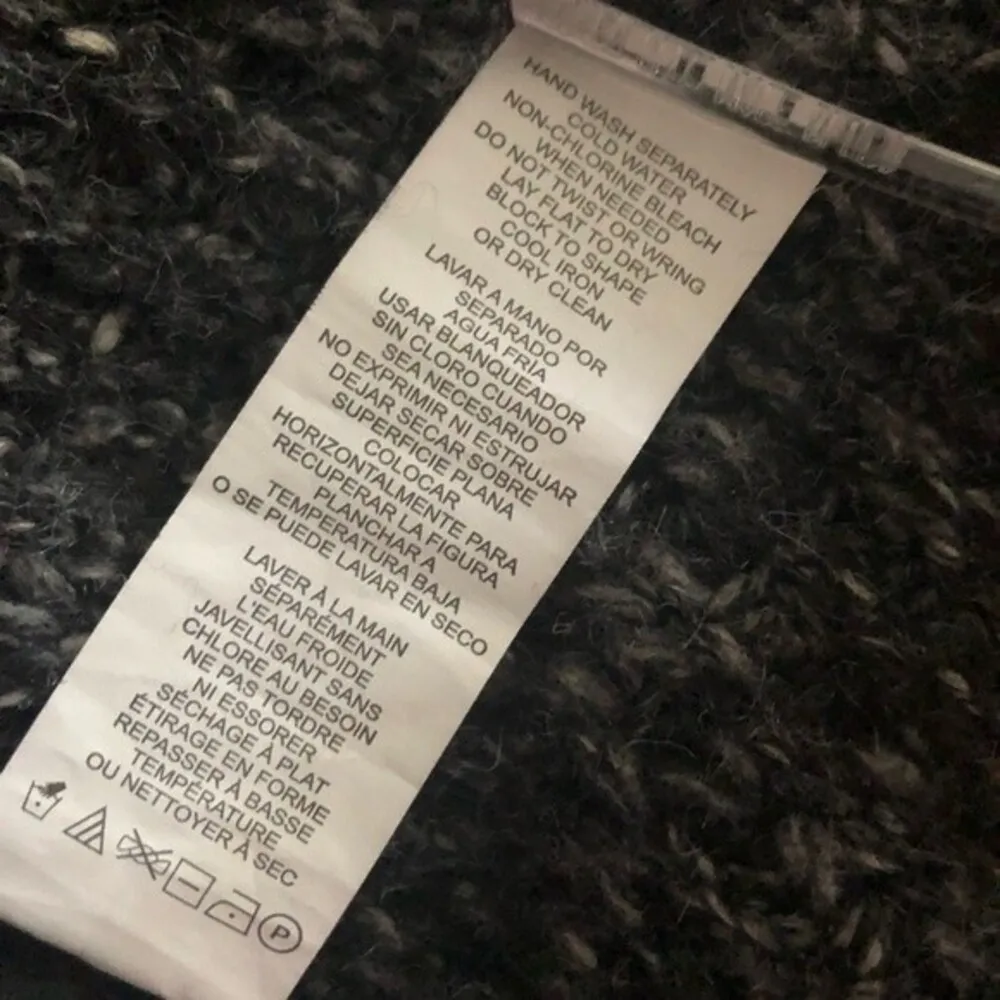 HAND WASH SEPARATELY
COLD WATER
NON-CHLORINE BLEACH
WHEN NEEDED
DO NOT TWIST OR WRING
LAY FLAT TO DRY
BLOCK TO SHAPE
COOL IRON
OR DRY CLEAN
LAVAR A MANO POR
SEPARADO
AGUA FRÍA
USAR BLANQUEADOR
SIN CLORO CUANDO
SEA NECESARIO
NO EXPRIMIR NI ESTRUJAR
DEJAR SECAR SOBRE
SUPERFICIE PLANA
COLOCAR
HORIZONTALMENTE PARA
RECUPERAR LA FIGURA
PLANCHAR A
TEMPERATURA BAJA
O SE PUEDE LAVAR EN SECO
LAVER À LA MAIN
SÉPARÉMENT
L'EAU FROIDE
JAVELLISANT SANS
CHLORE AU BESOIN
NE PAS TORDRE
NI ESSORER
SÉCHAGE À PLAT
ÉTIRAGE EN FORME
REPASSER À BASSE
TEMPÉRATURE
OU NETTOYER À SEC
P